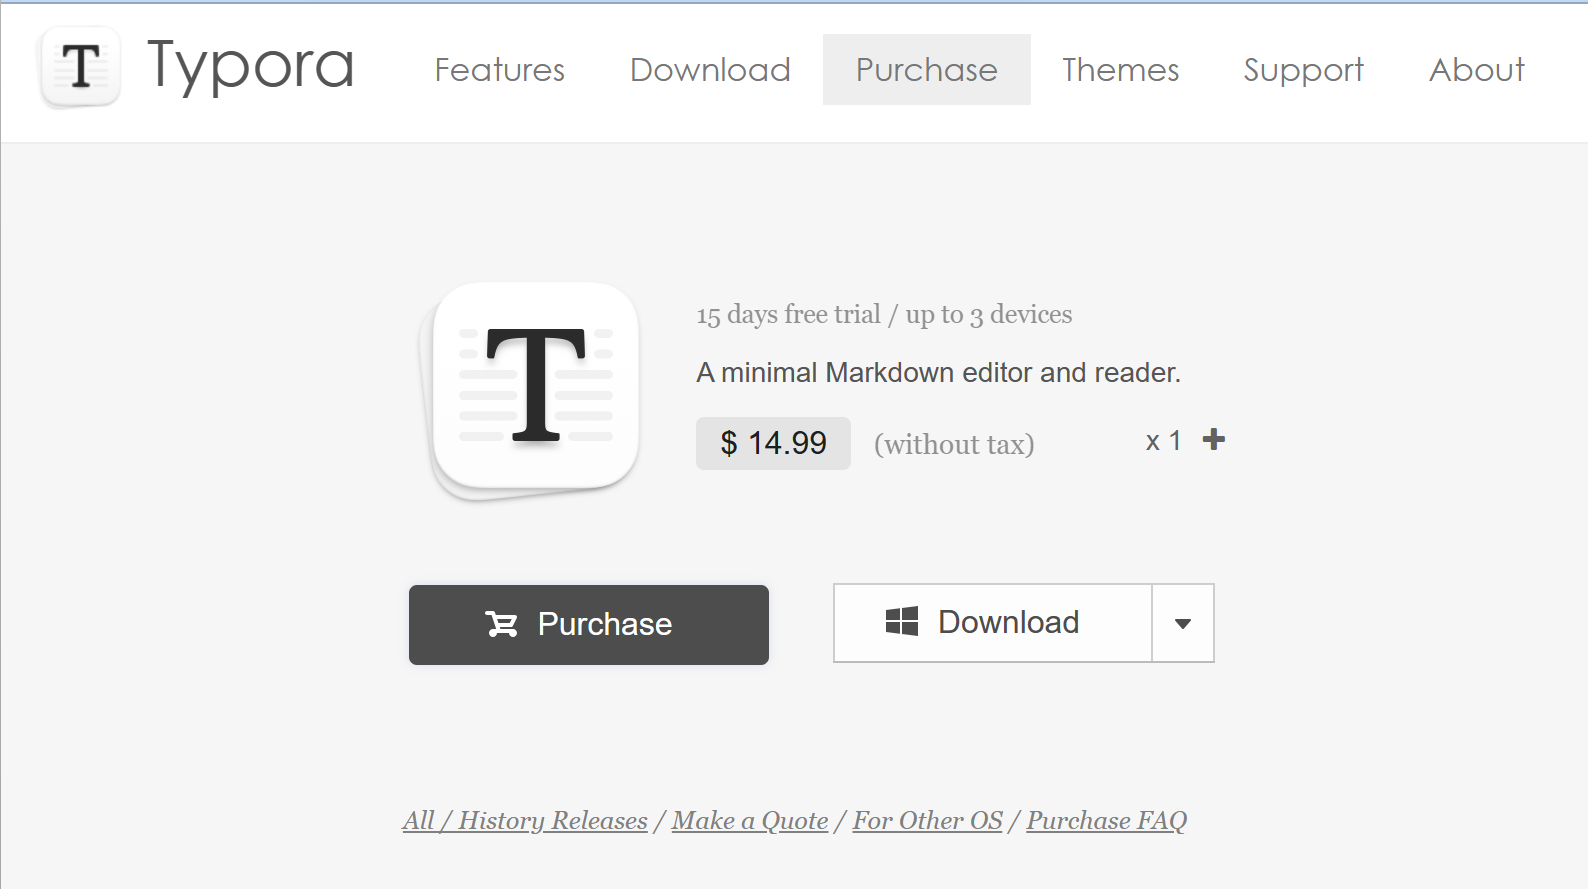 T Typora Features Download Purchase Themes Support About
T
15 days free trial / up to 3 devices
A minimal Markdown editor and reader.
$ 14.99 (without tax) x 1
Purchase Download
All / History Releases / Make a Quote / For Other OS / Purchase FAQ